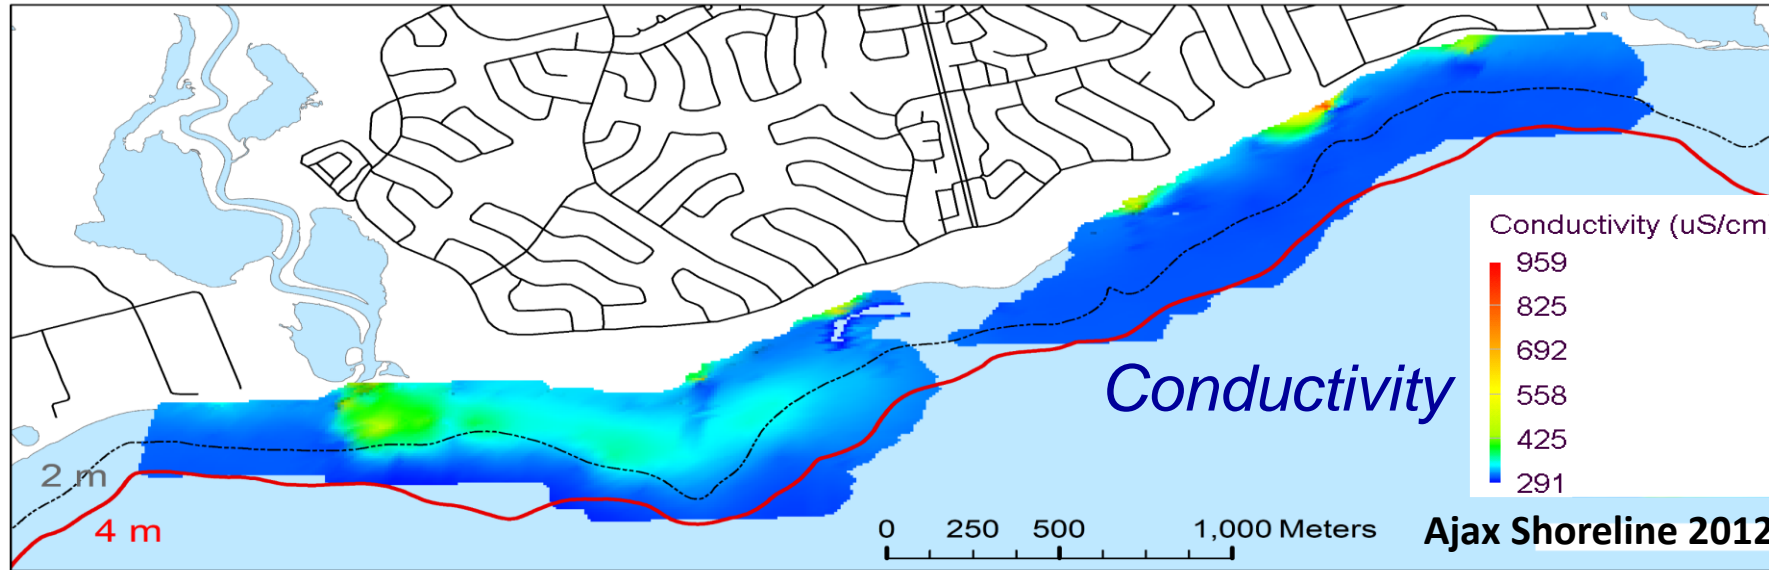 Conductivity (uS/cm
959
825
692
558
425
291
Conductivity
2 m
4 m
0 250 500 1,000 Meters
Ajax Shoreline 2012